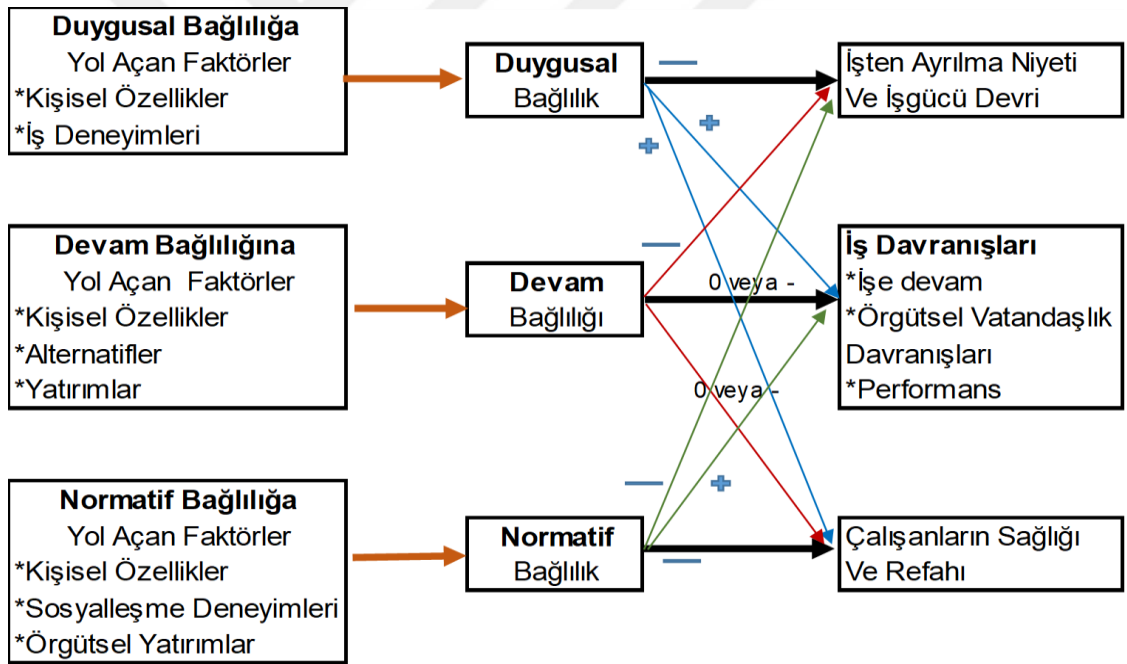 Duygusal Bağlılığa
Yol Açan Faktörler
*Kişisel Özellikler
*İş Deneyimleri
Duygusal
Bağlılık
İşten Ayrılma Niyeti
Ve İşgücü Devri
Devam Bağlılığına
Yol Açan Faktörler
*Kişisel Özellikler
*Alternatifler
*Yatırımlar
Devam
Bağlılığı
0 veya -
0 veya -
İş Davranışları
*İşe devam
*Örgütsel Vatandaşlık
Davranışları
*Performans
Normatif Bağlılığa
Yol Açan Faktörler
*Kişisel Özellikler
*Sosyalleşme Deneyimleri
*Örgütsel Yatırımlar
Normatif
Bağlılık
Çalışanların Sağlığı
Ve Refahı